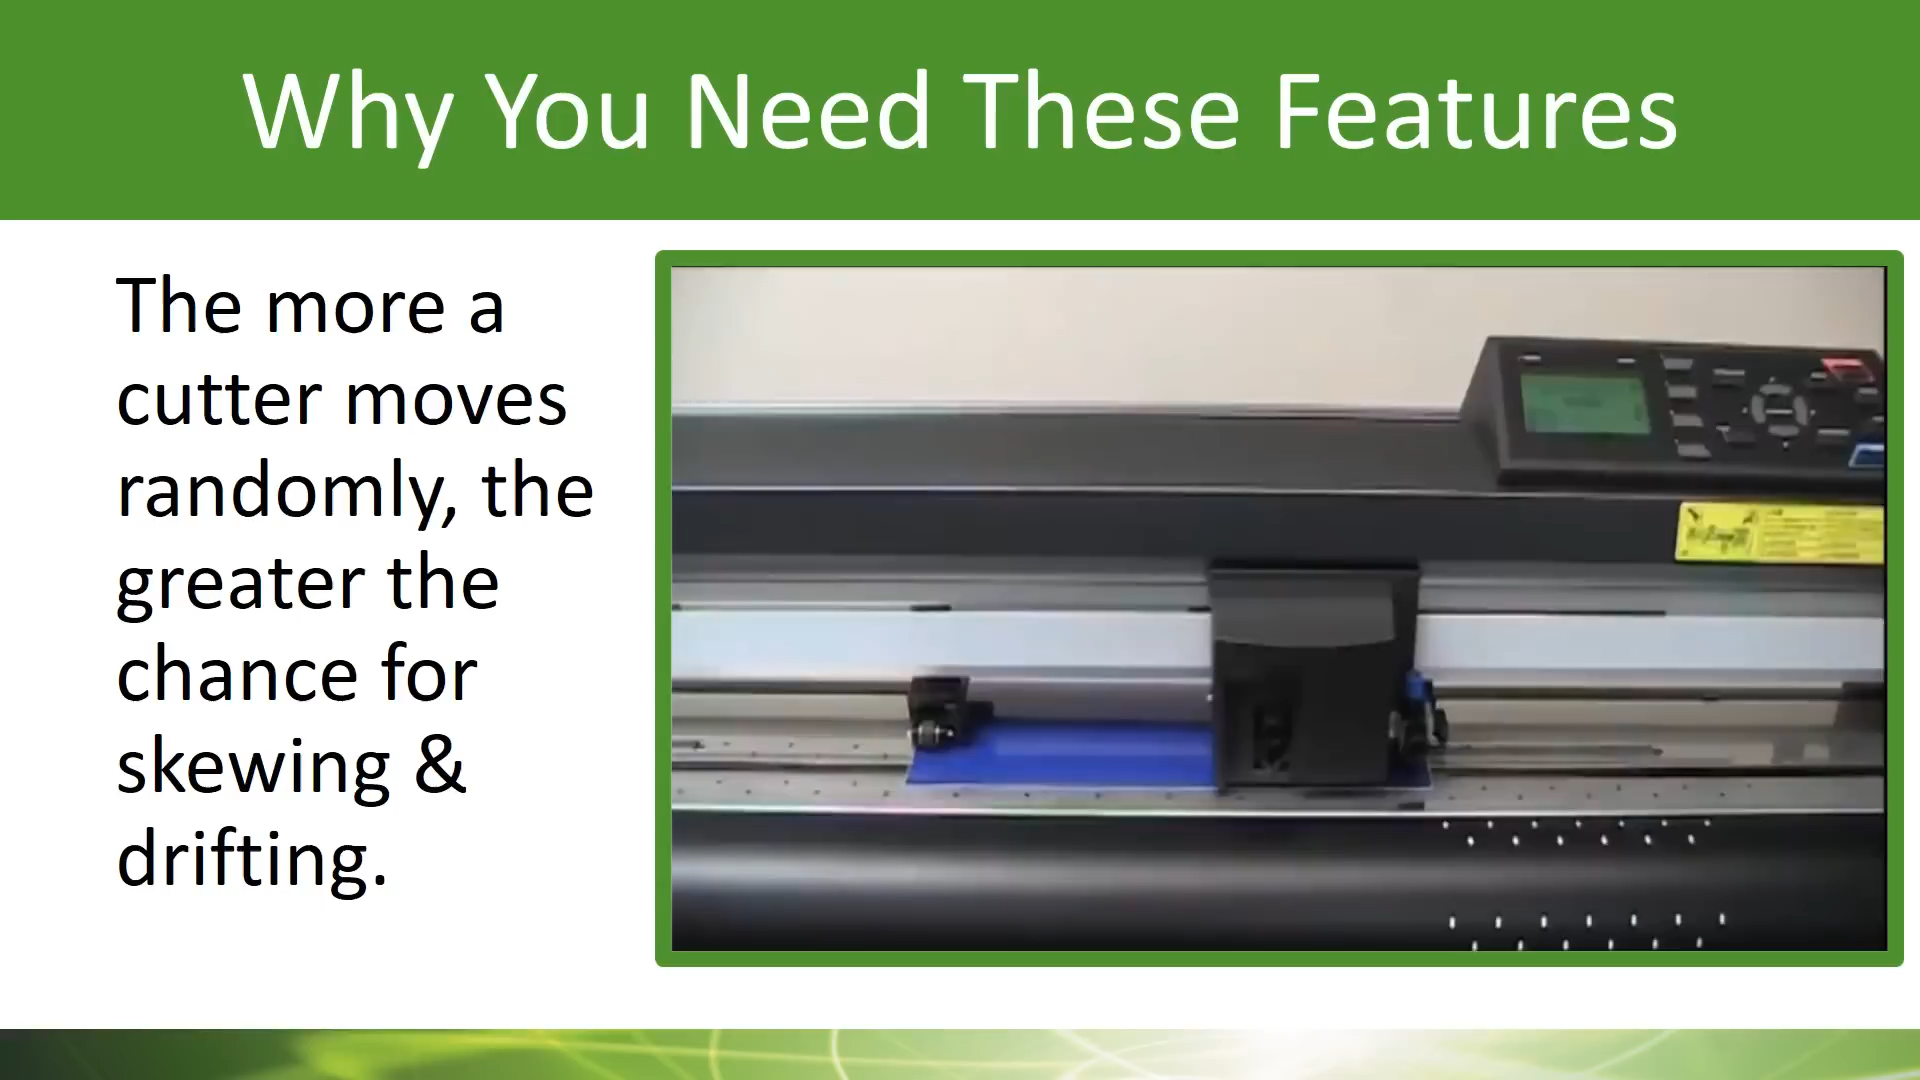 Why You Need These Features
The more a
cutter moves
randomly, the
greater the
chance for
skewing &
drifting.